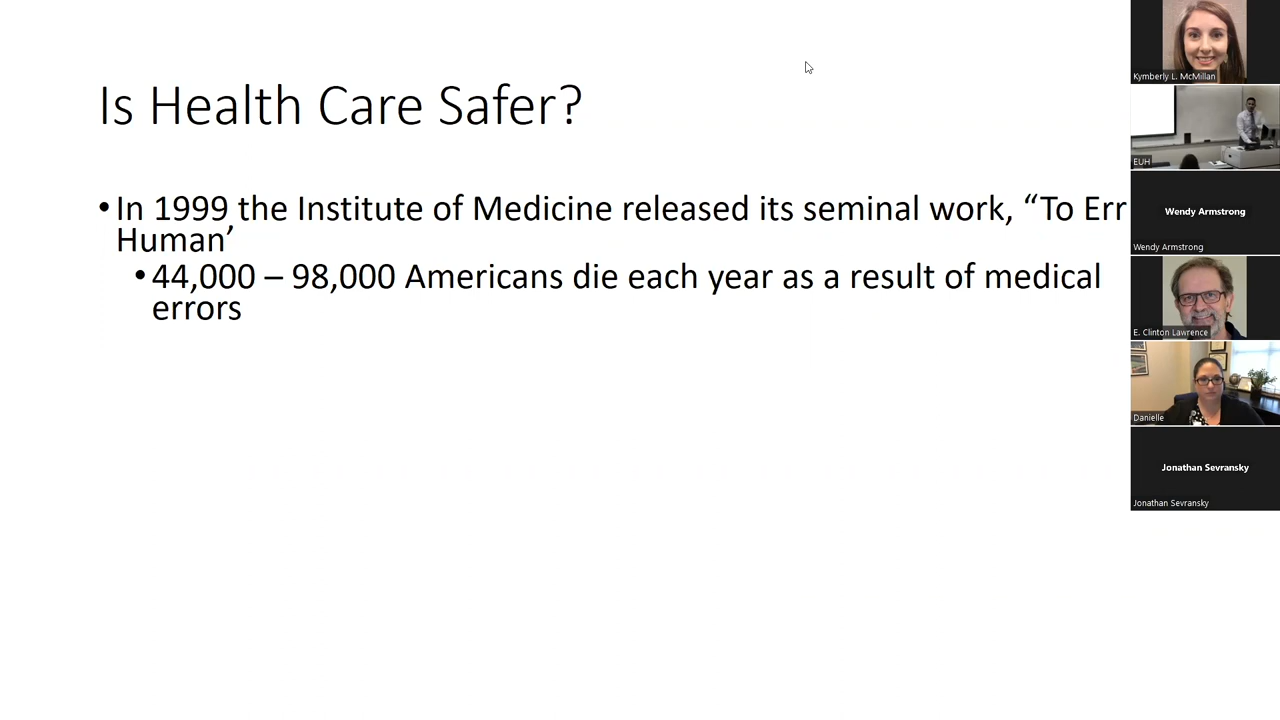 Is Health Care Safer?
• In 1999 the Institute of Medicine released its seminal work, “To Err
Human’
• 44,000 – 98,000 Americans die each year as a result of medical
errors
Kymberly L. McMillan
EUH
Wendy Armstrong
Wendy Armstrong
E. Clinton Lawrence
Danielle
Jonathan Sevransky
Jonathan Sevransky